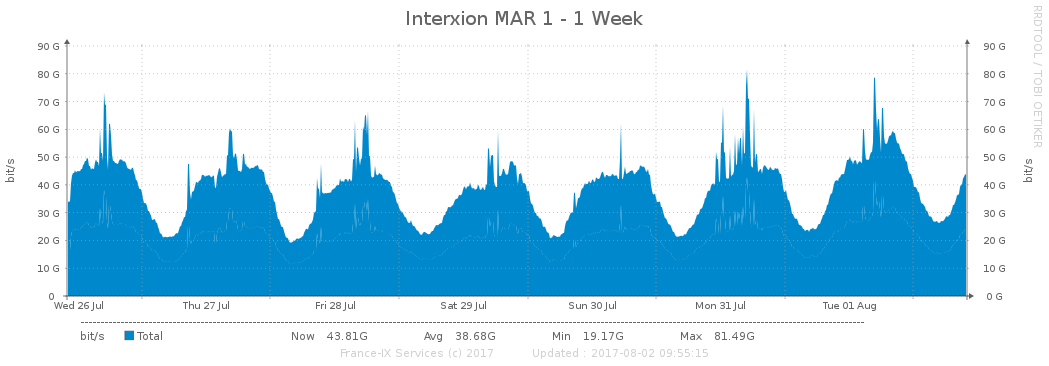 Interxion MAR 1 - 1 Week
RRDTOOL / TOBI OETIKER
90 G 90 G
80 G 80 G
70 G 70 G
60 G 60 G
50 G 50 G
40 G 40 G
30 G 30 G
20 G 20 G
10 G 10 G
0 0 G
bit/s
bit/s
Wed 26 Jul Thu 27 Jul Fri 28 Jul Sat 29 Jul Sun 30 Jul Mon 31 Jul Tue 01 Aug
bit/s Total Now 43.81G Avg 38.68G Min 19.17G Max 81.49G
France-IX Services (c) 2017 Updated : 2017-08-02 09:55:15